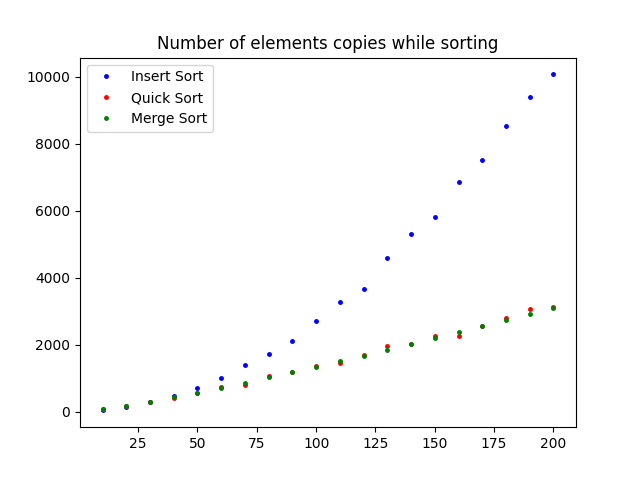 Number of elements copies while sorting
Insert Sort
Quick Sort
Merge Sort
10000
8000
6000
4000
2000
0
25 50 75 100 125 150 175 200